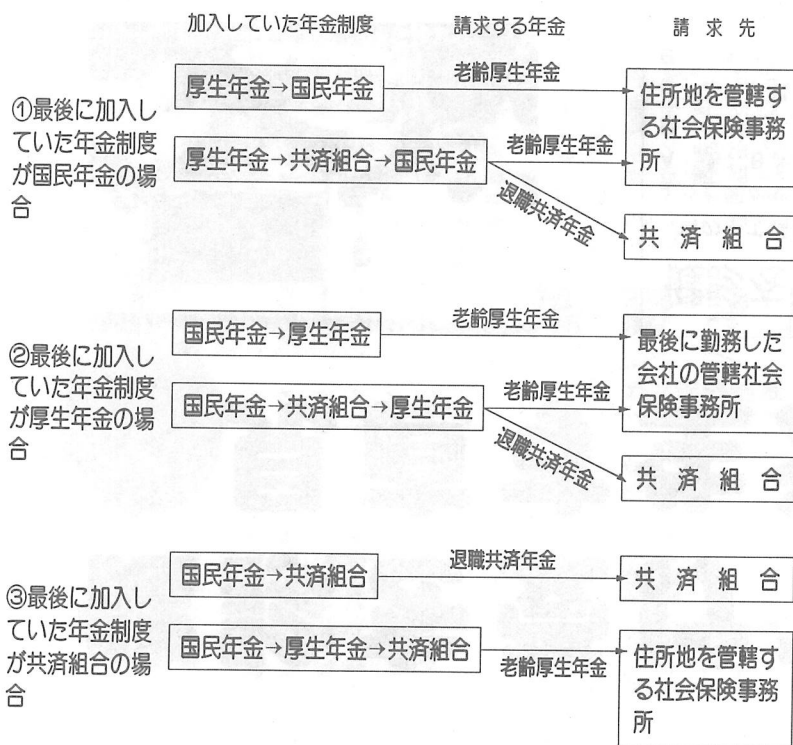 加入していた年金制度 請求する年金 請求先
①最後に加入し
ていた年金制度
が国民年金の場
合
厚生年金→国民年金
老齢厚生年金
厚生年金→共済組合→国民年金
老齢厚生年金
退職共済年金
住所地を管轄す
る社会保険事務
所
共済組合
②最後に加入し
ていた年金制度
が厚生年金の場
合
国民年金→厚生年金
老齢厚生年金
国民年金→共済組合→厚生年金
老齢厚生年金
退職共済年金
最後に勤務した
会社の管轄社会
保険事務所
共済組合
③最後に加入し
ていた年金制度
が共済組合の場
合
国民年金→共済組合
退職共済年金
共済組合
国民年金→厚生年金→共済組合
老齢厚生年金
住所地を管轄す
る社会保険事務
所